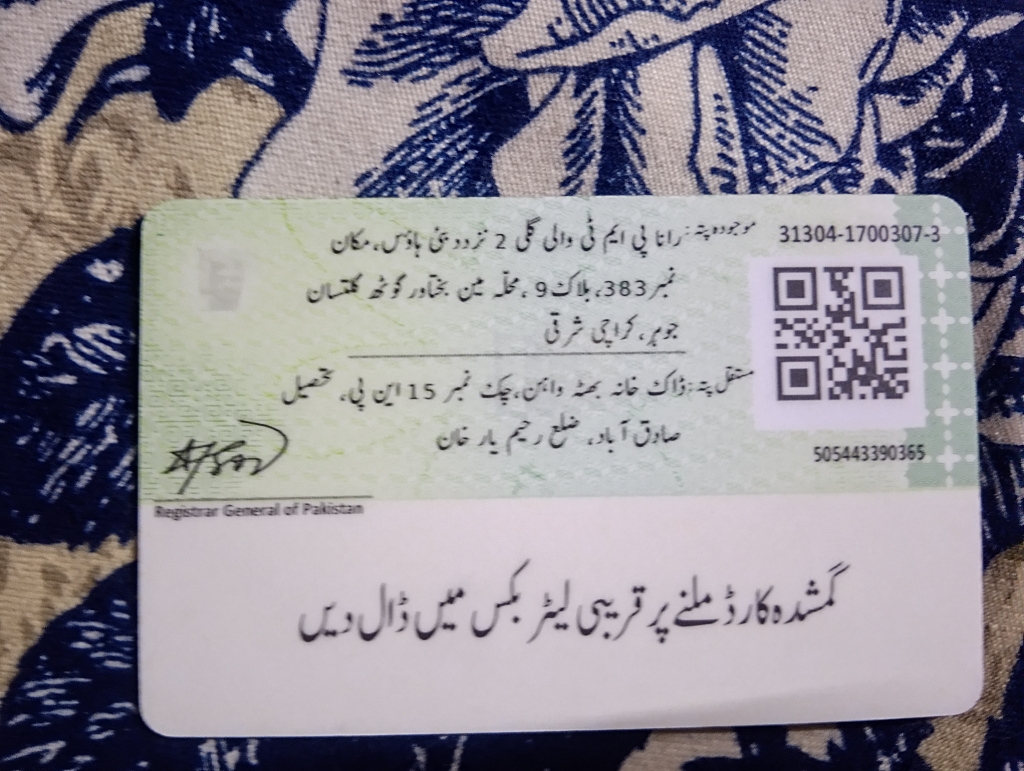 31304-1700307-3
موجودہ پتہ: رانا پی ایم ٹی والی گلی 2 نزد دبئی ہاؤس، مکان
نمبر 383، بلاک 9 ، محلّہ مین بختاور گوٹھ گلتسان
جوہر، کراچی شرقی
مستقل پتہ: ڈاک خانہ بھٹہ واہن، چک نمبر 15 این پی، تحصیل
صادق آباد، ضلع رحیم یار خان
505443390365
Registrar General of Pakistan
گمشدہ کارڈ ملنے پر قریبی لیٹر بکس میں ڈال دیں